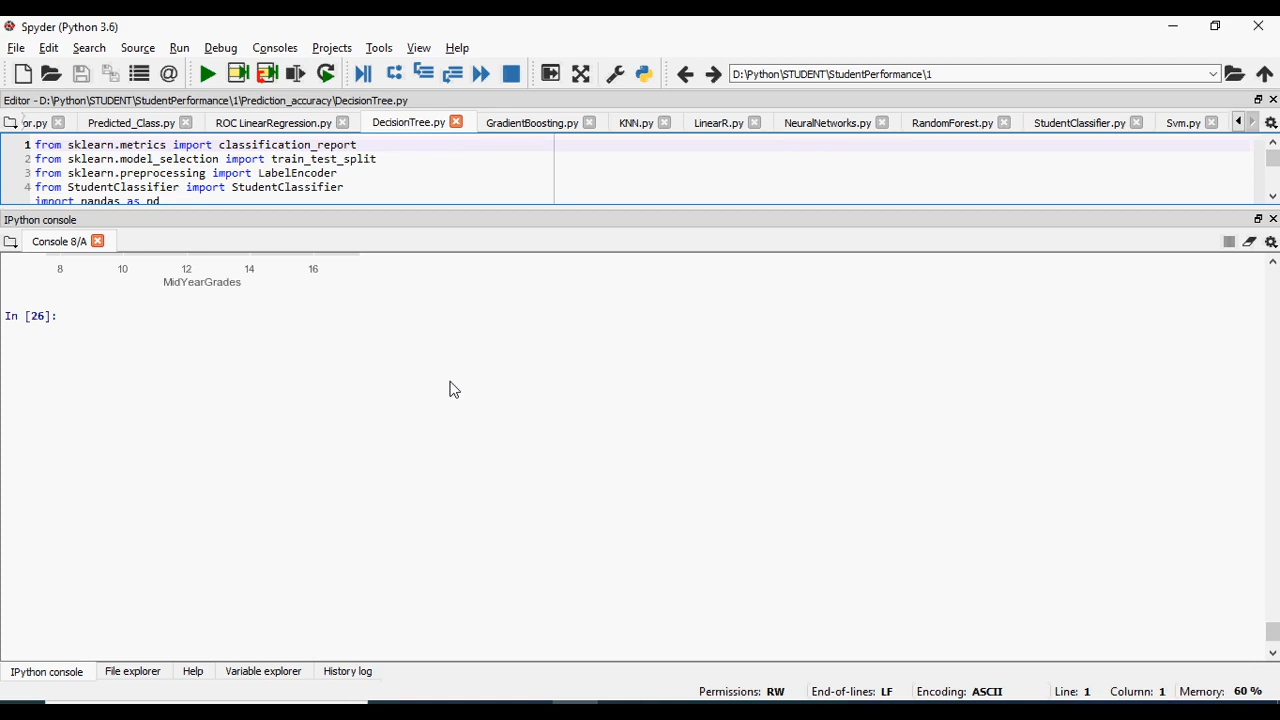 Spyder (Python 3.6)
File Edit Search Source Run Debug Consoles Projects Tools View Help
D:\Python\STUDENT\StudentPerformance\1
Editor - D:\Python\STUDENT\StudentPerformance\1\Prediction_accuracy\DecisionTree.py
or.py Predicted_Class.py ROC LinearRegression.py DecisionTree.py GradientBoosting.py KNN.py LinearR.py NeuralNetworks.py RandomForest.py StudentClassifier.py Svm.py
1 from sklearn.metrics import classification_report
2 from sklearn.model_selection import train_test_split
3 from sklearn.preprocessing import LabelEncoder
4 from StudentClassifier import StudentClassifier
import pandas as pd
IPython console
Console 8/A
8 10 12 14 16
MidYearGrades
In [26]:
IPython console File explorer Help Variable explorer History log
Permissions: RW End-of-lines: LF Encoding: ASCII Line: 1 Column: 1 Memory: 60 %